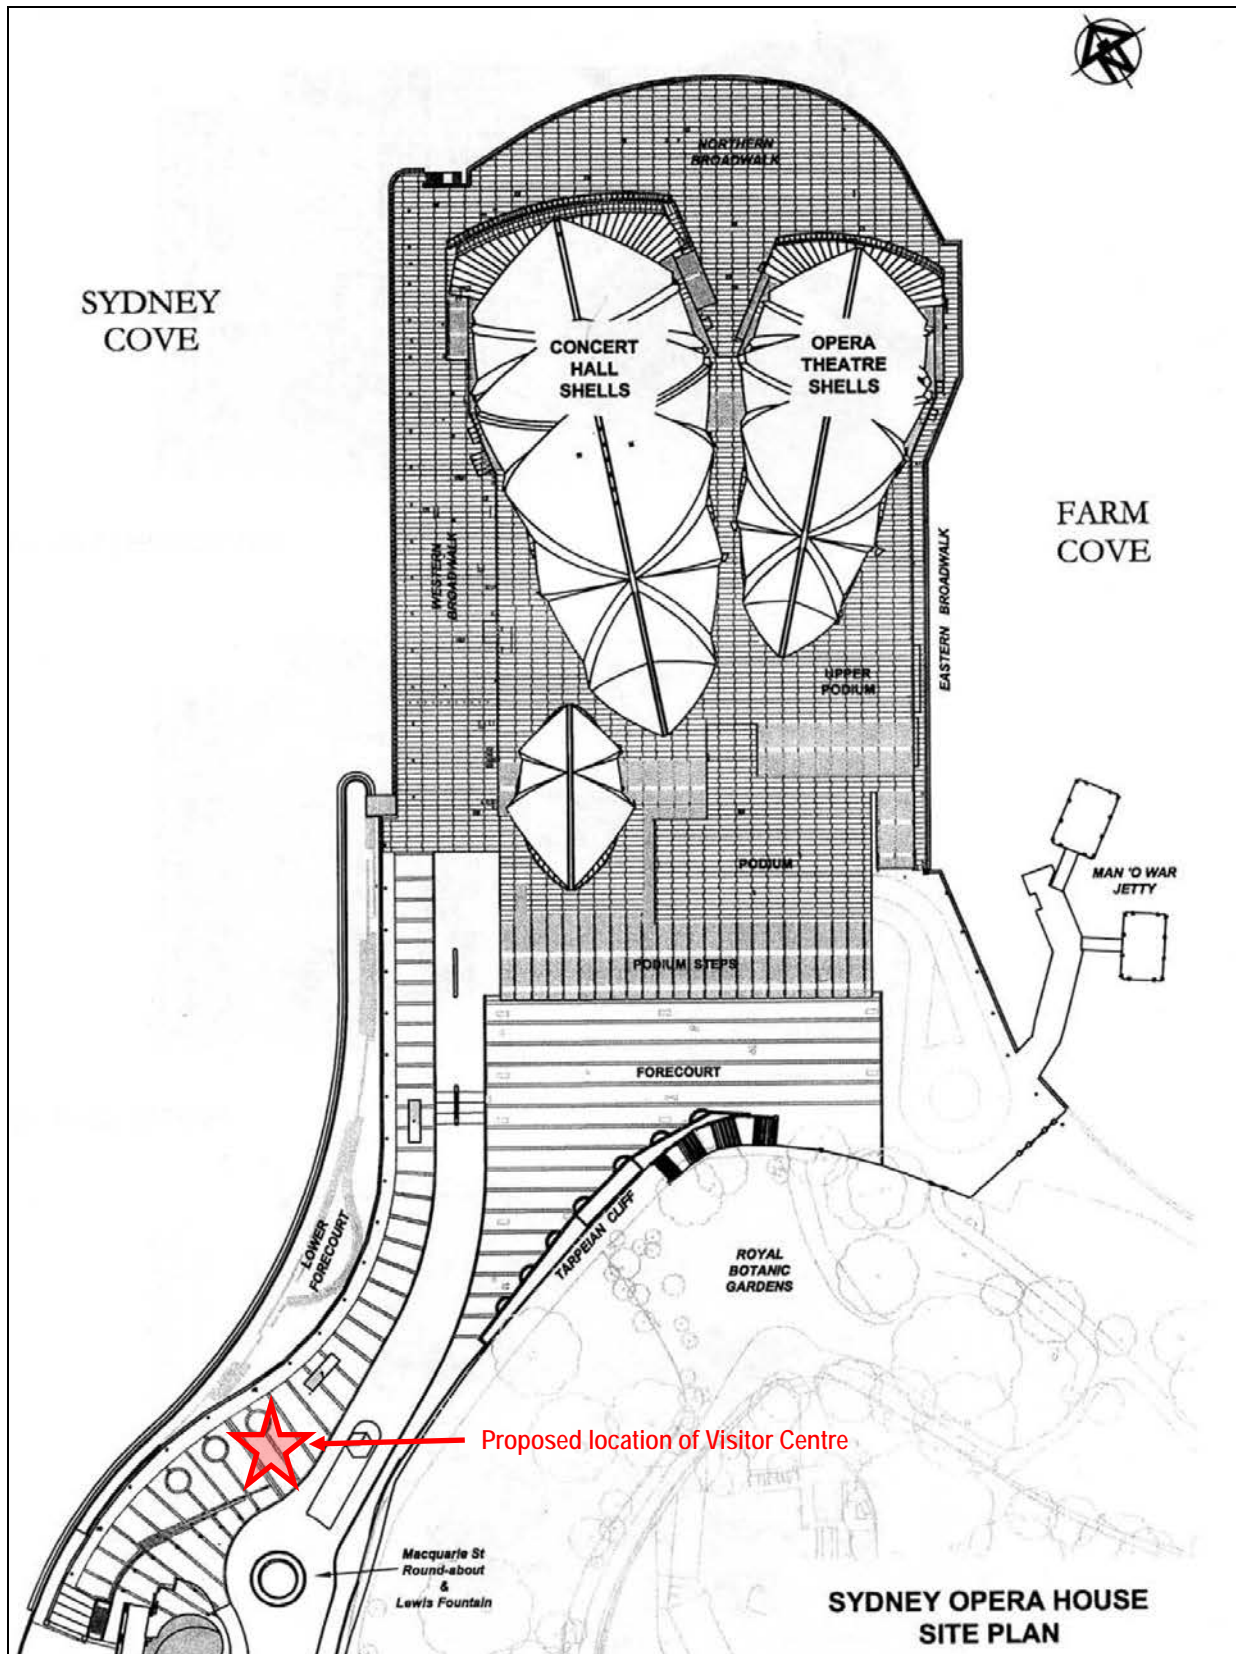 NORTHERN
BROADWALK
SYDNEY
COVE
CONCERT
HALL
SHELLS
OPERA
THEATRE
SHELLS
FARM
COVE
WESTERN
BROADWALK
EASTERN BROADWALK
UPPER
PODIUM
PODIUM
MAN 'O WAR
JETTY
PODIUM STEPS
FORECOURT
TARPEIAN CLIFF
LOWER
FORECOURT
ROYAL
BOTANIC
GARDENS
Proposed location of Visitor Centre
Macquarie St
Round-about
&
Lewis Fountain
SYDNEY OPERA HOUSE
SITE PLAN